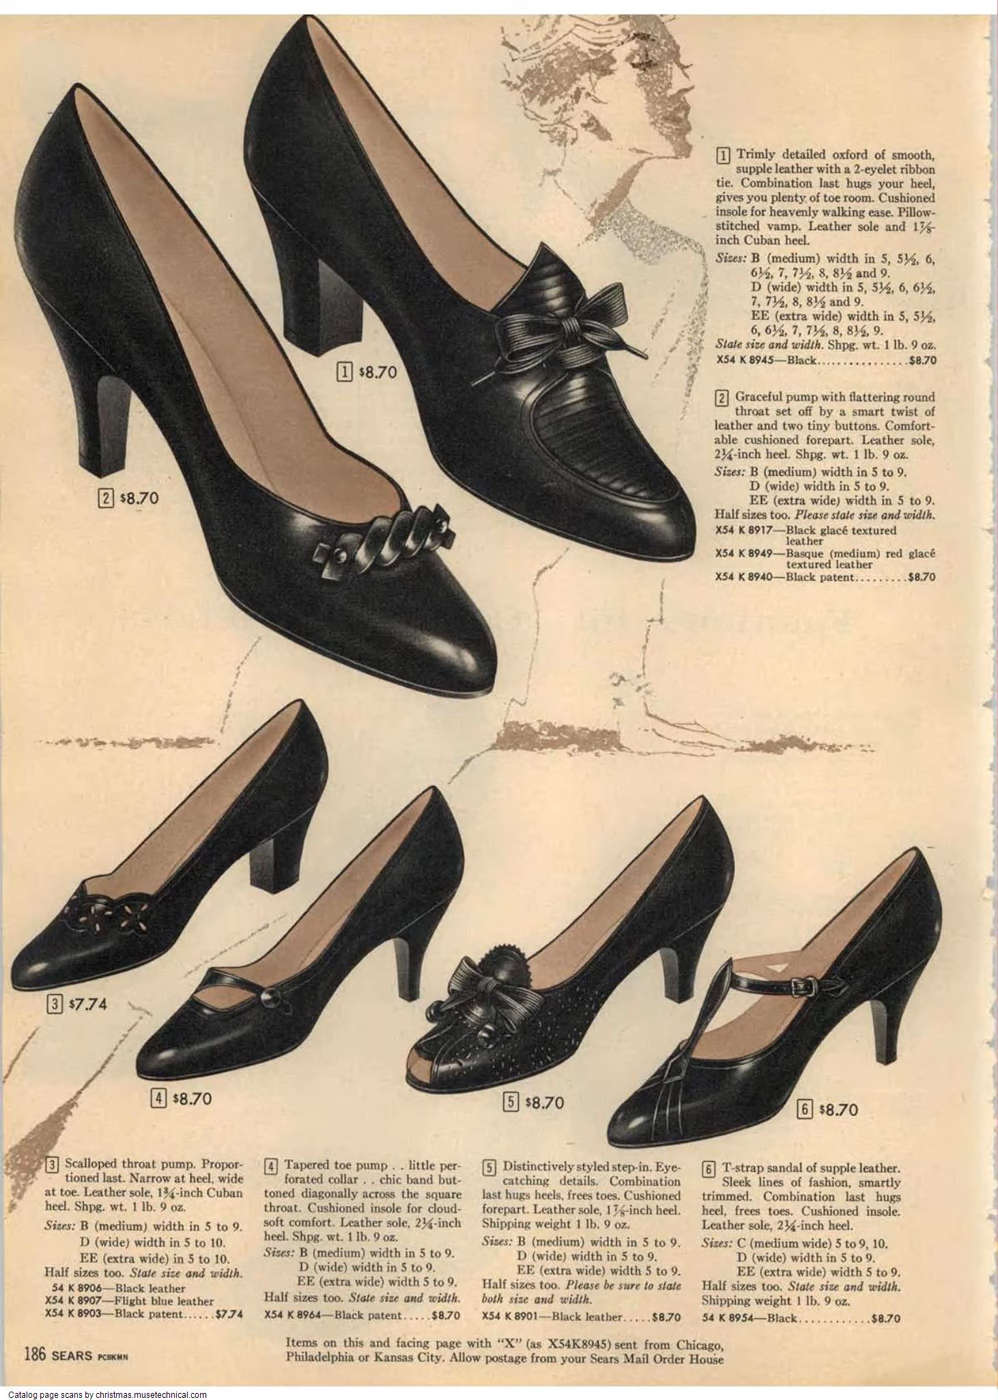 1 Trimly detailed oxford of smooth,
supple leather with a 2-eyelet ribbon
tie. Combination last hugs your heel,
gives you plenty of toe room. Cushioned
insole for heavenly walking ease. Pillow-
stitched vamp. Leather sole and 1⅞-
inch Cuban heel.
Sizes: B (medium) width in 5, 5½, 6,
6½, 7, 7½, 8, 8½ and 9.
D (wide) width in 5, 5½, 6, 6½,
7, 7½, 8, 8½ and 9.
EE (extra wide) width in 5, 5½,
6, 6½, 7, 7½, 8, 8½, 9.
State size and width. Shpg. wt. 1 lb. 9 oz.
X54 K 8945—Black................$8.70
1 $8.70
2 Graceful pump with flattering round
throat set off by a smart twist of
leather and two tiny buttons. Comfort-
able cushioned forepart. Leather sole,
2¼-inch heel. Shpg. wt. 1 lb. 9 oz.
Sizes: B (medium) width in 5 to 9.
D (wide) width in 5 to 9.
EE (extra wide) width in 5 to 9.
Half sizes too. Please state size and width.
X54 K 8917—Black glacé textured
leather
X54 K 8949—Basque (medium) red glacé
textured leather
X54 K 8940—Black patent.........$8.70
2 $8.70
3 $7.74
4 $8.70
5 $8.70
6 $8.70
3 Scalloped throat pump. Propor-
tioned last. Narrow at heel, wide
at toe. Leather sole, 1¾-inch Cuban
heel. Shpg. wt. 1 lb. 9 oz.
Sizes: B (medium) width in 5 to 9.
D (wide) width in 5 to 10.
EE (extra wide) in 5 to 10.
Half sizes too. State size and width.
54 K 8906—Black leather
X54 K 8907—Flight blue leather
X54 K 8903—Black patent......$7.74
4 Tapered toe pump . . little per-
forated collar . . chic band but-
toned diagonally across the square
throat. Cushioned insole for cloud-
soft comfort. Leather sole, 2¼-inch
heel. Shpg. wt. 1 lb. 9 oz.
Sizes: B (medium) width in 5 to 9.
D (wide) width in 5 to 9.
EE (extra wide) width 5 to 9.
Half sizes too. State size and width.
X54 K 8964—Black patent.....$8.70
5 Distinctively styled step-in. Eye-
catching details. Combination
last hugs heels, frees toes. Cushioned
forepart. Leather sole, 1⅞-inch heel.
Shipping weight 1 lb. 9 oz.
Sizes: B (medium) width in 5 to 9.
D (wide) width in 5 to 9.
EE (extra wide) width 5 to 9.
Half sizes too. Please be sure to state
both size and width.
X54 K 8901—Black leather.....$8.70
6 T-strap sandal of supple leather.
Sleek lines of fashion, smartly
trimmed. Combination last hugs
heel, frees toes. Cushioned insole.
Leather sole, 2¼-inch heel.
Sizes: C (medium wide) 5 to 9, 10.
D (wide) width in 5 to 9.
EE (extra wide) width 5 to 9.
Half sizes too. State size and width.
Shipping weight 1 lb. 9 oz.
54 K 8954—Black............$8.70
Items on this and facing page with "X" (as X54K8945) sent from Chicago,
Philadelphia or Kansas City. Allow postage from your Sears Mail Order House
186 SEARS PCBKMN
Catalog page scans by christmas.musetechnical.com